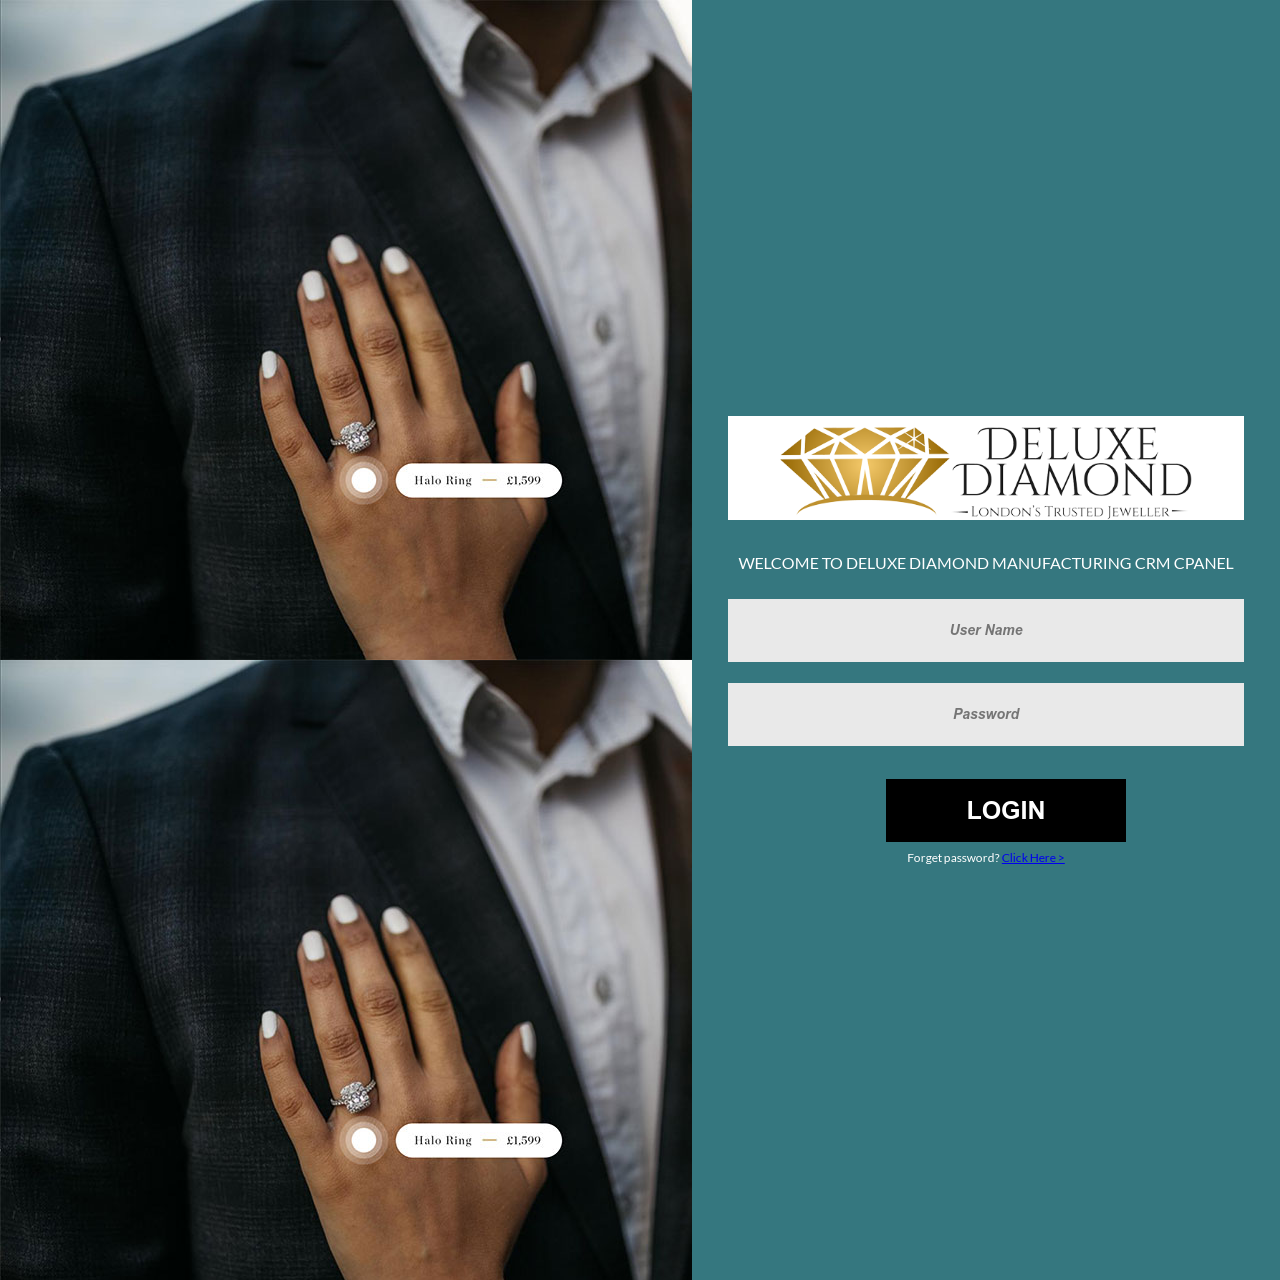 Halo Ring — £1,599
Halo Ring — £1,599
DELUXE
DIAMOND
LONDON'S TRUSTED JEWELLER
WELCOME TO DELUXE DIAMOND MANUFACTURING CRM CPANEL
User Name
Password
LOGIN
Forget password? Click Here >